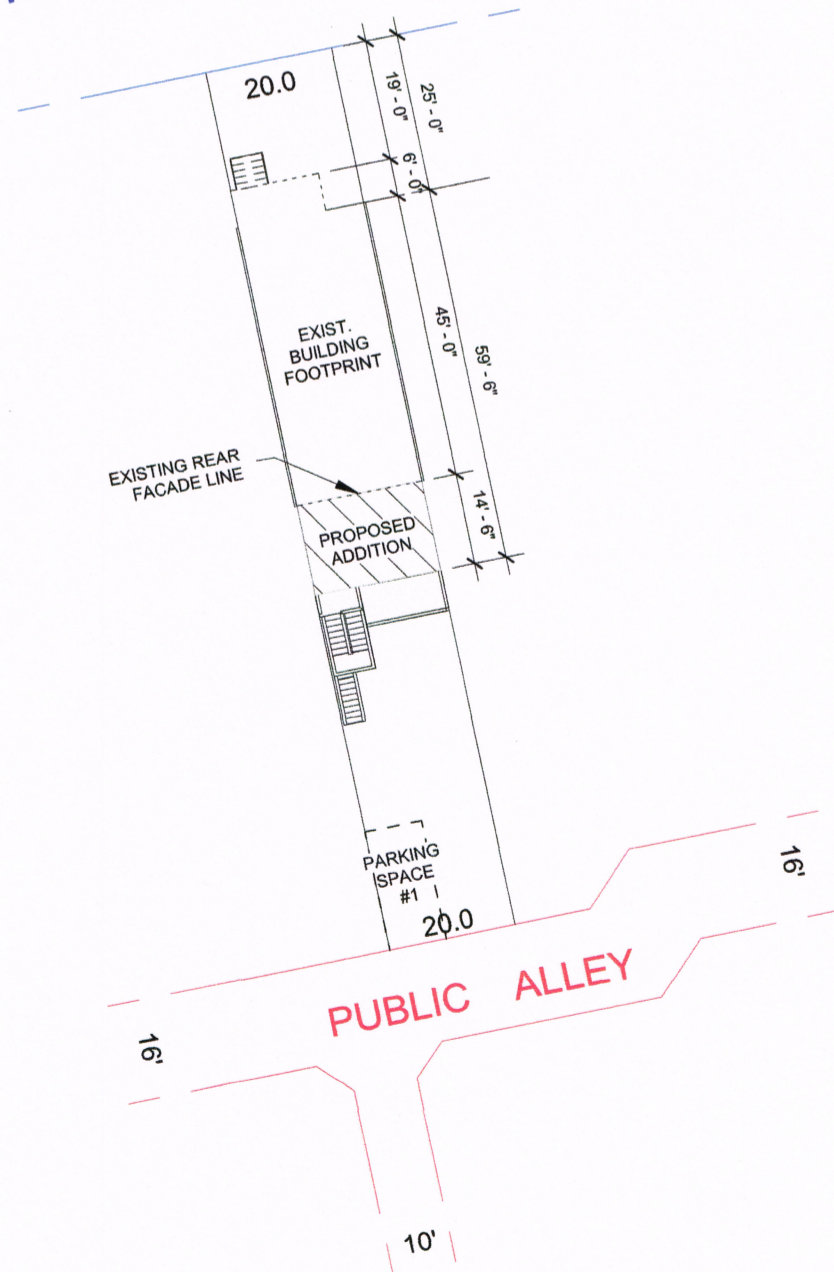 20.0
19' - 0"
25' - 0"
6' - 0"
45' - 0"
59' - 6"
EXIST.
BUILDING
FOOTPRINT
EXISTING REAR
FACADE LINE
14' - 6"
PROPOSED
ADDITION
PARKING
SPACE
#1
20.0
16'
PUBLIC ALLEY
16'
10'